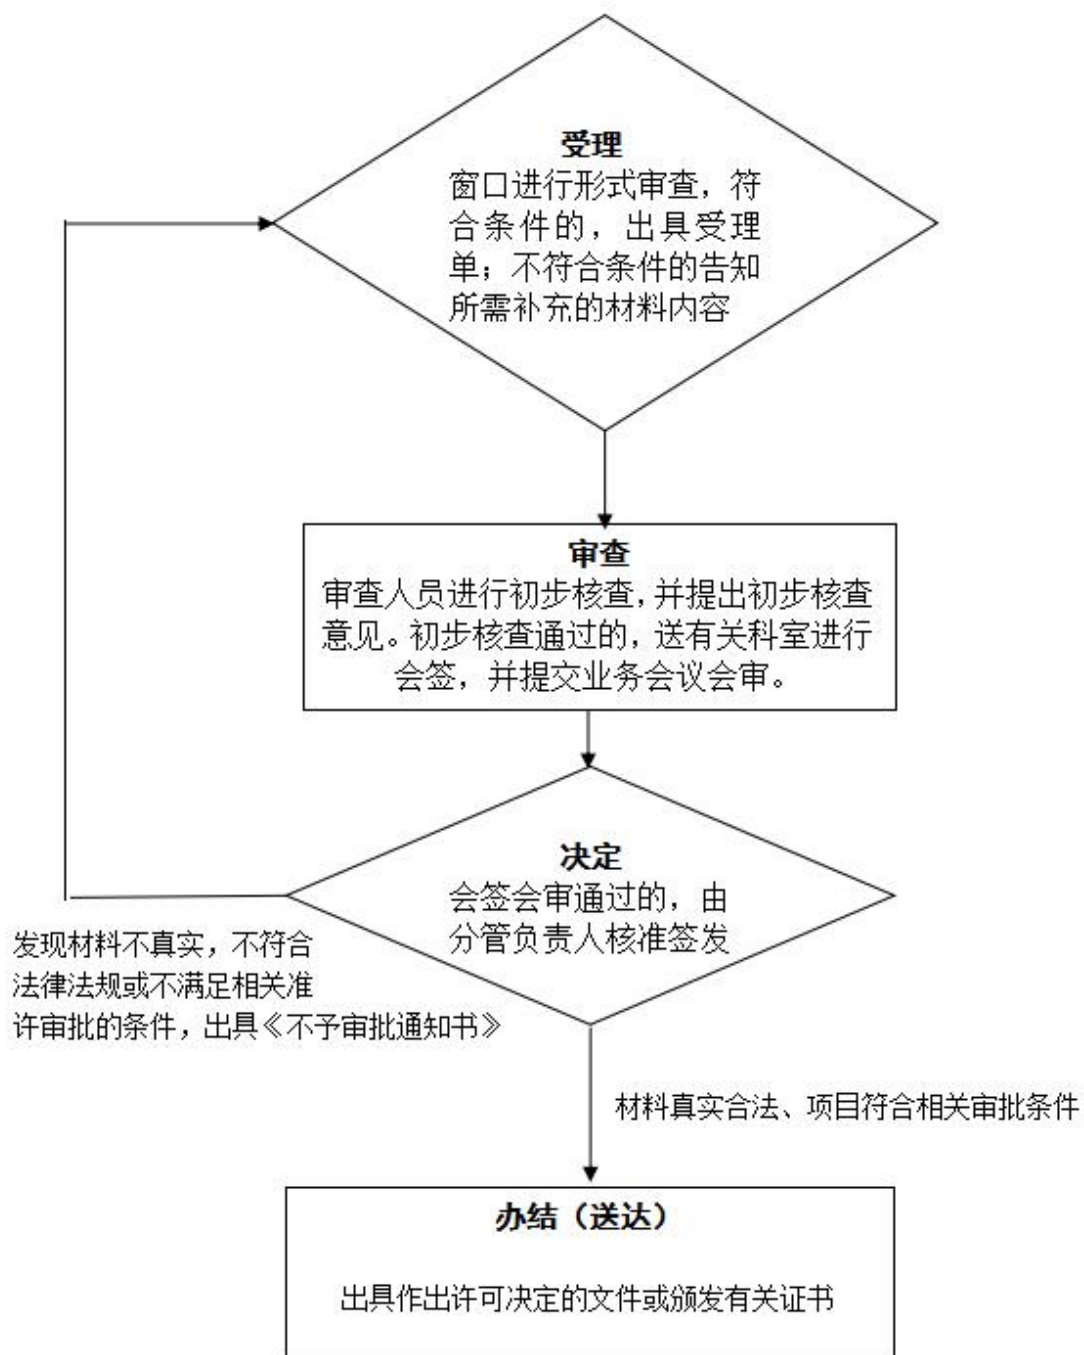 受理
窗口进行形式审查，符
合条件的，出具受理
单；不符合条件的告知
所需补充的材料内容
审查
审查人员进行初步核查，并提出初步核查
意见。初步核查通过的，送有关科室进行
会签，并提交业务会议会审。
决定
会签会审通过的，由
分管负责人核准签发
发现材料不真实，不符合
法律法规或不满足相关准
许审批的条件，出具《不予审批通知书》
材料真实合法、项目符合相关审批条件
办结（送达）
出具作出许可决定的文件或颁发有关证书